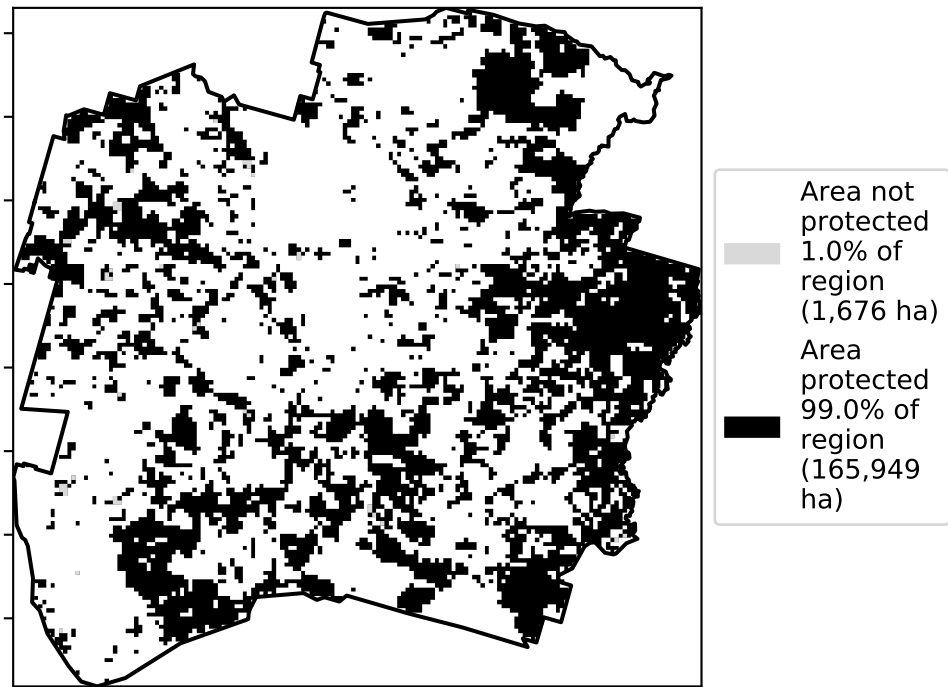 Area not
protected
1.0% of
region
(1,676 ha)
Area
protected
99.0% of
region
(165,949
ha)